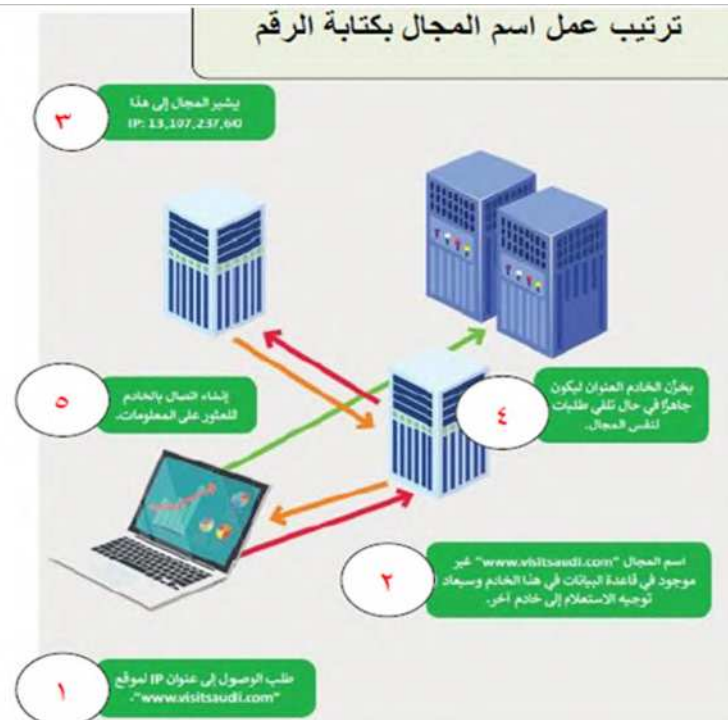 ترتيب عمل اسم المجال بكتابة الرقم
يشير المجال إلى هذا
IP: 13,107,237,60
٣
يخزّن الخادم العنوان ليكون
جاهزًا في حال تلقي طلبات
لنفس المجال.
٤
إنشاء اتصال بالخادم
للعثور على المعلومات.
٥
اسم المجال "www.visitsaudi.com" غير
موجود في قاعدة البيانات في هذا الخادم وسيعاد
توجيه الاستعلام إلى خادم آخر.
٢
طلب الوصول إلى عنوان IP لموقع
"www.visitsaudi.com".
١